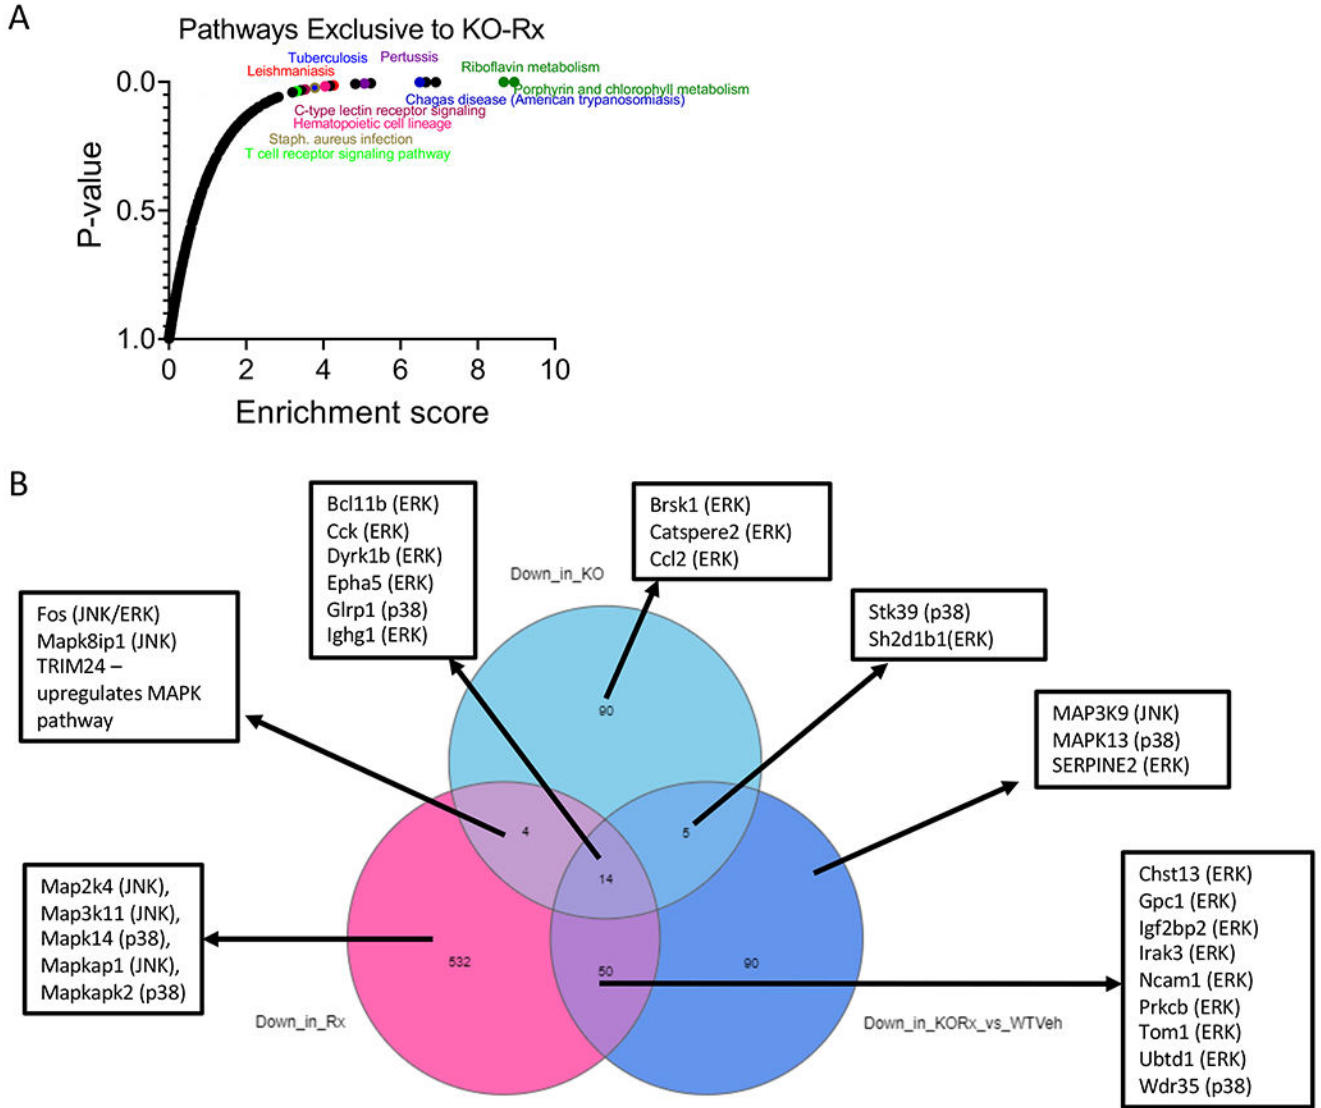 A
Pathways Exclusive to KO-Rx
Tuberculosis
Pertussis
Leishmaniasis
Riboflavin metabolism
Porphyrin and chlorophyll metabolism
Chagas disease (American trypanosomiasis)
C-type lectin receptor signaling
Hematopoietic cell lineage
Staph. aureus infection
T cell receptor signaling pathway
0.0
0.5
1.0
P-value
0 2 4 6 8 10
Enrichment score
B
Bcl11b (ERK)
Cck (ERK)
Dyrk1b (ERK)
Epha5 (ERK)
Glrp1 (p38)
Ighg1 (ERK)
Brsk1 (ERK)
Catspere2 (ERK)
Ccl2 (ERK)
Down_in_KO
Fos (JNK/ERK)
Mapk8ip1 (JNK)
TRIM24 –
upregulates MAPK
pathway
Stk39 (p38)
Sh2d1b1(ERK)
MAP3K9 (JNK)
MAPK13 (p38)
SERPINE2 (ERK)
90
4
5
14
532
50
90
Map2k4 (JNK),
Map3k11 (JNK),
Mapk14 (p38),
Mapkap1 (JNK),
Mapkapk2 (p38)
Chst13 (ERK)
Gpc1 (ERK)
Igf2bp2 (ERK)
Irak3 (ERK)
Ncam1 (ERK)
Prkcb (ERK)
Tom1 (ERK)
Ubtd1 (ERK)
Wdr35 (p38)
Down_in_Rx
Down_in_KORx_vs_WTVeh